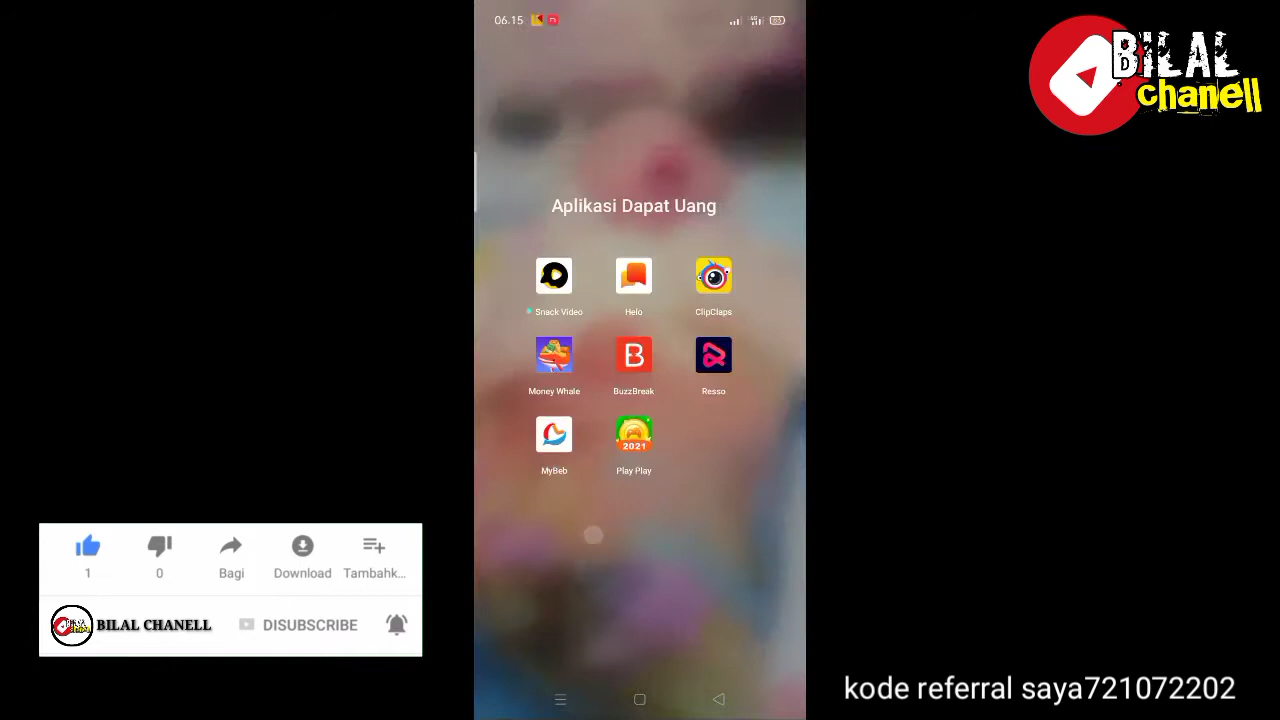 06.15
BILAL
chanell
Aplikasi Dapat Uang
Snack Video
Helo
ClipClaps
Money Whale
B
BuzzBreak
Resso
2021
MyBeb
Play Play
1
0
Bagi
Download
Tambahk...
BILAL CHANELL
DISUBSCRIBE
kode referral saya721072202